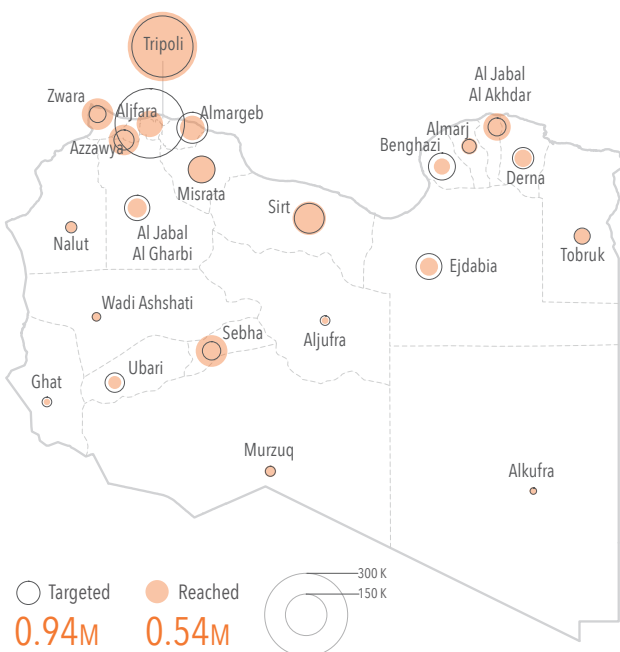 Tripoli
Al Jabal
Al Akhdar
Zwara
Aljfara
Almargeb
Almarj
Azzawya
Benghazi
Derna
Misrata
Sirt
Al Jabal
Al Gharbi
Nalut
Tobruk
Ejdabia
Wadi Ashshati
Sebha
Aljufra
Ubari
Ghat
Murzuq
Alkufra
300 K
150 K
Targeted
Reached
0.94M
0.54M